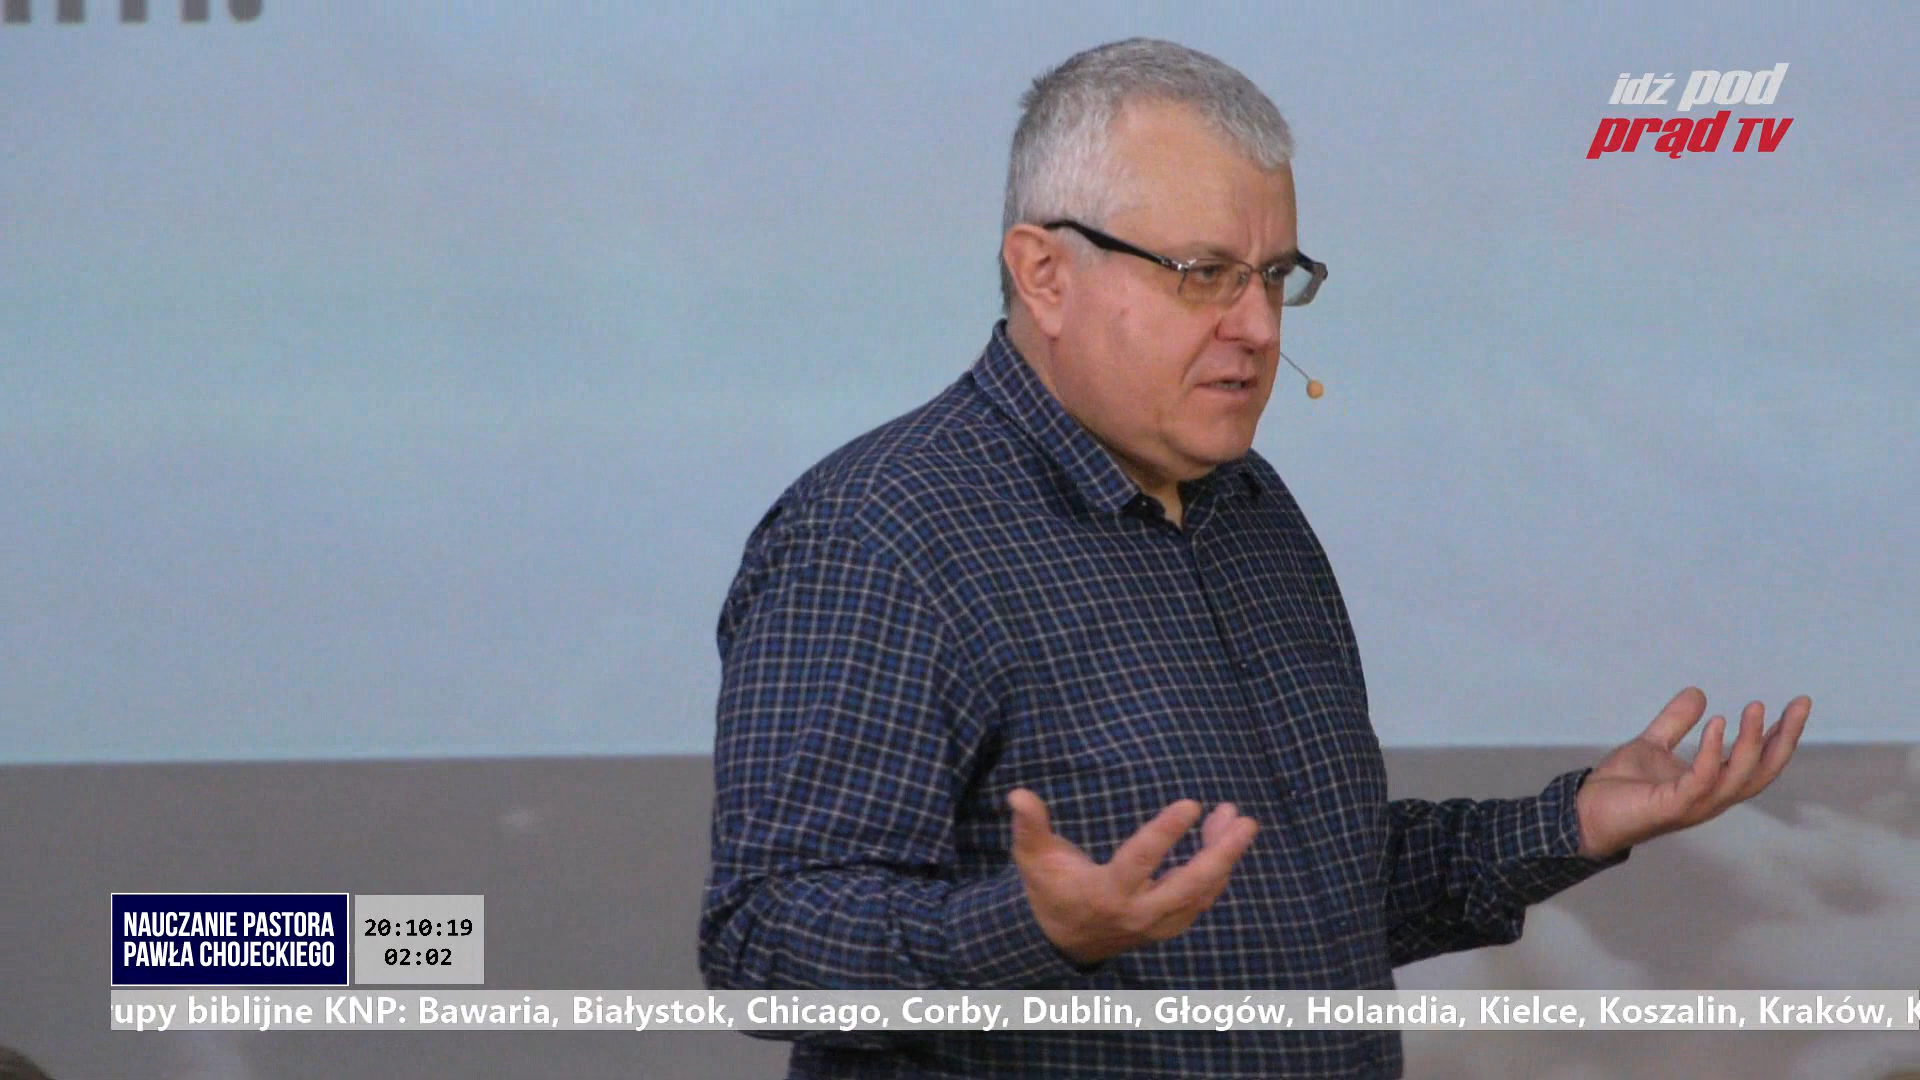 idź pod
prąd TV
NAUCZANIE PASTORA
PAWŁA CHOJECKIEGO
20:10:19
02:02
biblijne KNP: Bawaria, Białystok, Chicago, Corby, Dublin, Głogów, Holandia, Kielce, Koszalin, Kraków,